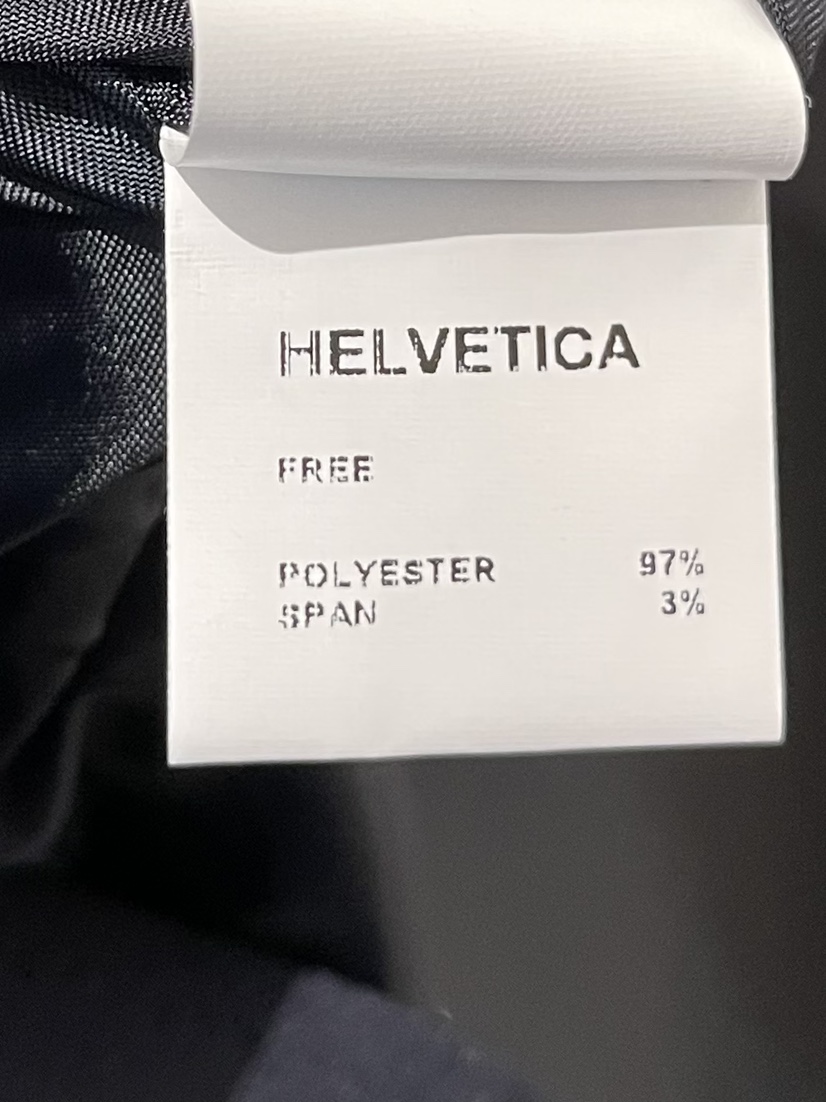 HELVETICA
FREE
POLYESTER 97%
SPAN 3%